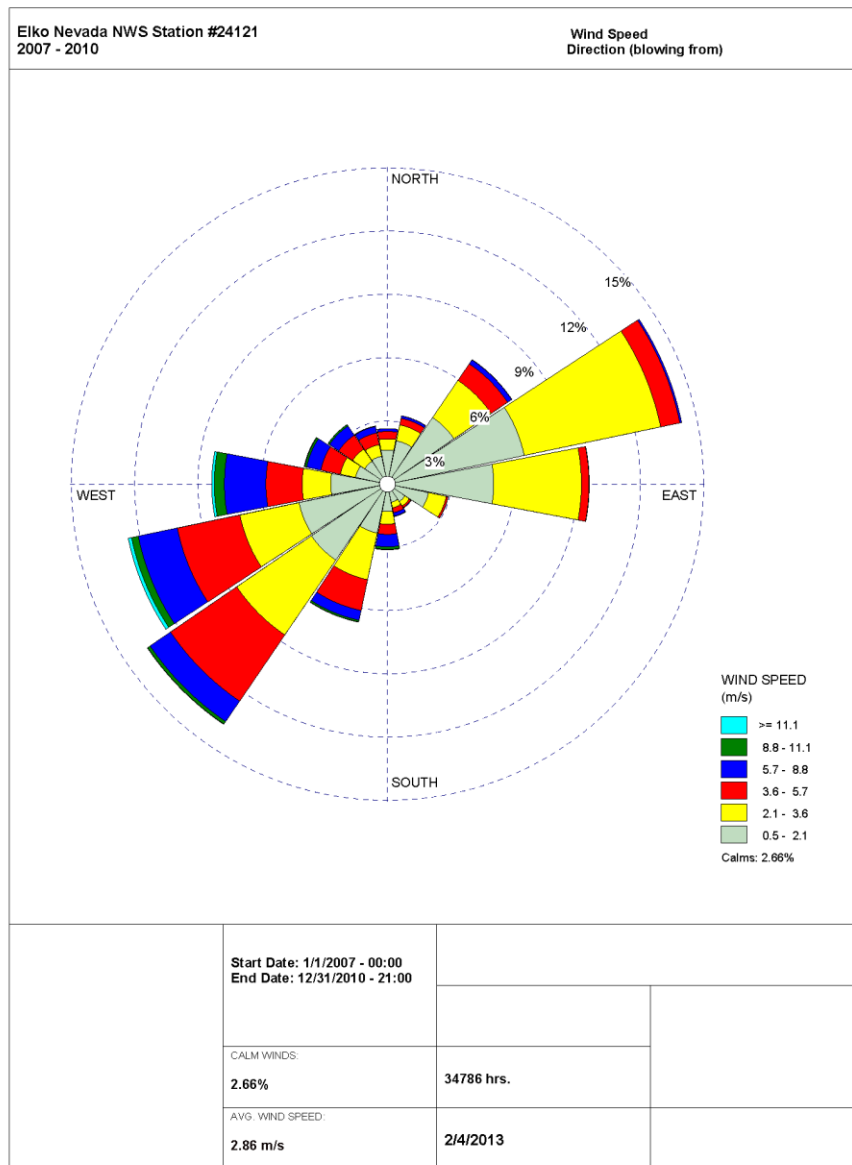 Elko Nevada NWS Station #24121
2007 - 2010
Wind Speed
Direction (blowing from)
NORTH
15%
12%
9%
6%
3%
WEST
EAST
SOUTH
WIND SPEED
(m/s)
>= 11.1
8.8 - 11.1
5.7 - 8.8
3.6 - 5.7
2.1 - 3.6
0.5 - 2.1
Calms: 2.66%
Start Date: 1/1/2007 - 00:00
End Date: 12/31/2010 - 21:00
CALM WINDS:
2.66%
34786 hrs.
AVG. WIND SPEED:
2.86 m/s
2/4/2013